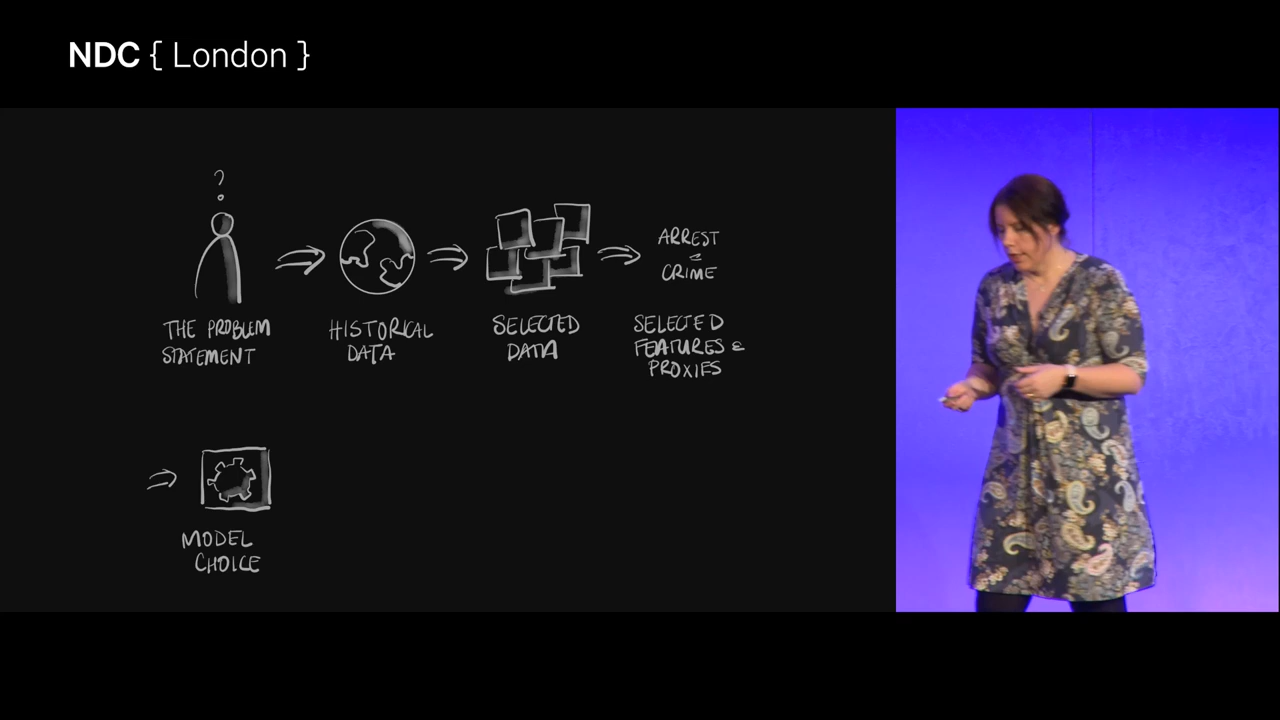 NDC { London }
?
ARREST
=
CRIME
THE PROBLEM
STATEMENT
HISTORICAL
DATA
SELECTED
DATA
SELECTED
FEATURES &
PROXIES
MODEL
CHOICE